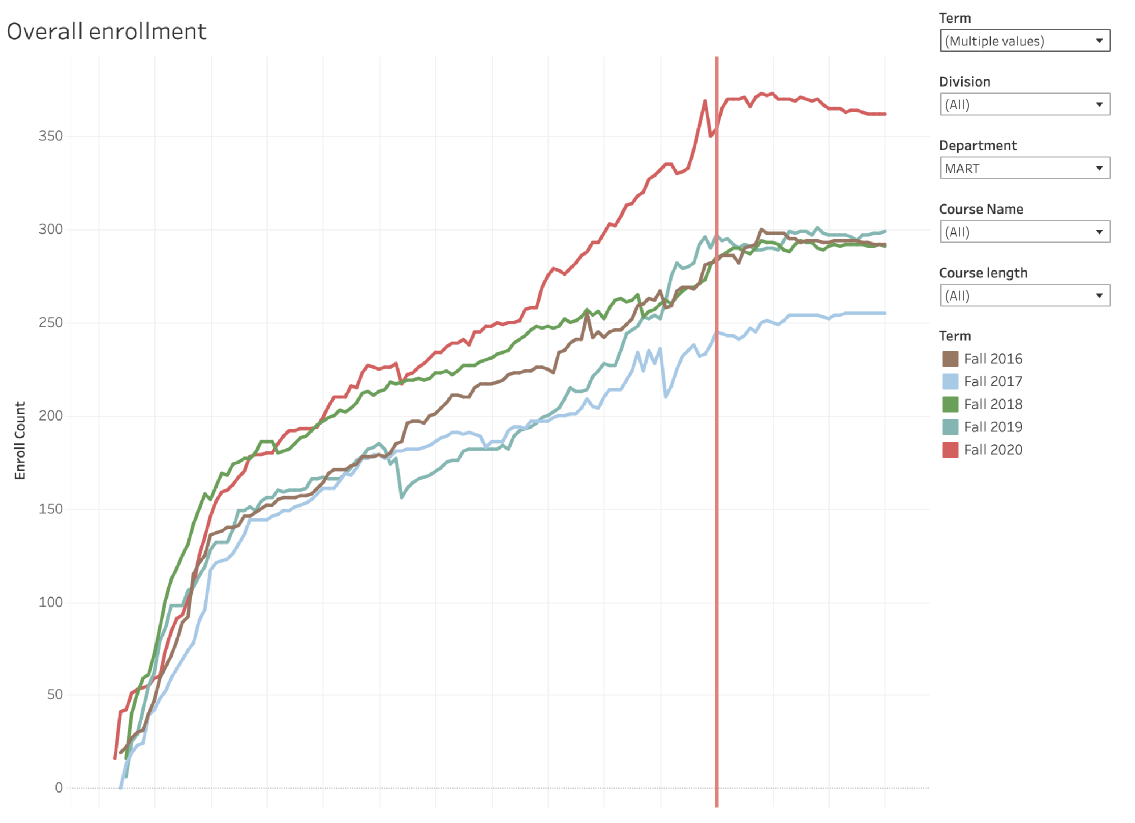 Overall enrollment
Enroll Count
350
300
250
200
150
100
50
0
Term
(Multiple values)
Division
(All)
Department
MART
Course Name
(All)
Course length
(All)
Term
Fall 2016
Fall 2017
Fall 2018
Fall 2019
Fall 2020